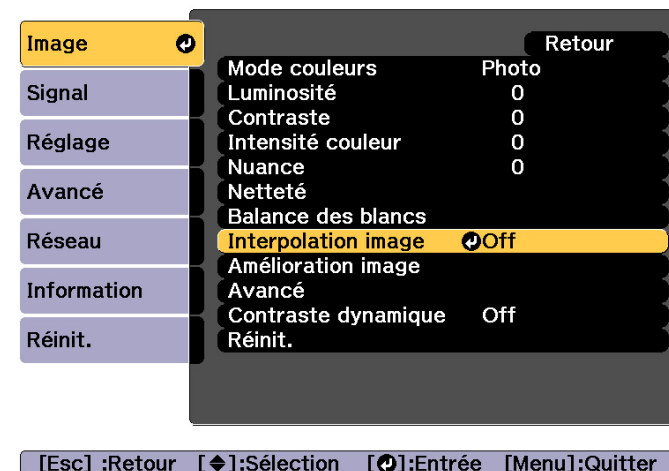 Image
Signal
Réglage
Avancé
Réseau
Information
Réinit.
Retour
Mode couleurs Photo
Luminosité 0
Contraste 0
Intensité couleur 0
Nuance 0
Netteté
Balance des blancs
Interpolation image Off
Amélioration image
Avancé
Contraste dynamique Off
Réinit.
[Esc] :Retour [◆]:Sélection [↵]:Entrée [Menu]:Quitter